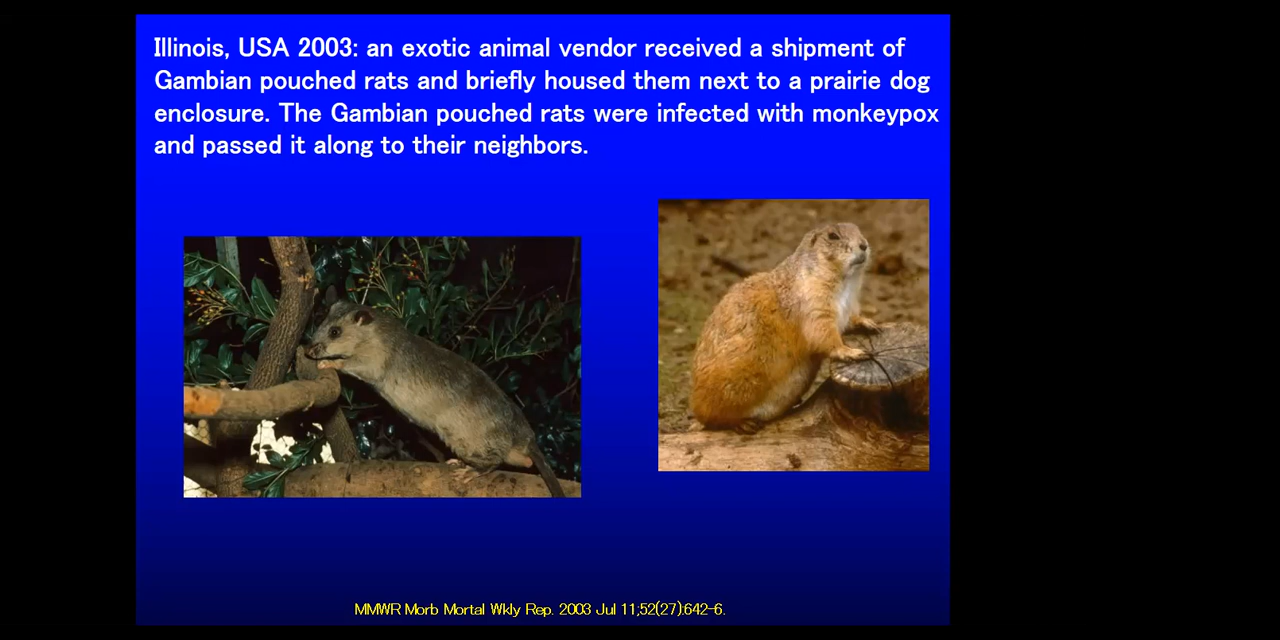 Illinois, USA 2003: an exotic animal vendor received a shipment of
Gambian pouched rats and briefly housed them next to a prairie dog
enclosure. The Gambian pouched rats were infected with monkeypox
and passed it along to their neighbors.
MMWR Morb Mortal Wkly Rep. 2003 Jul 11;52(27):642-6.